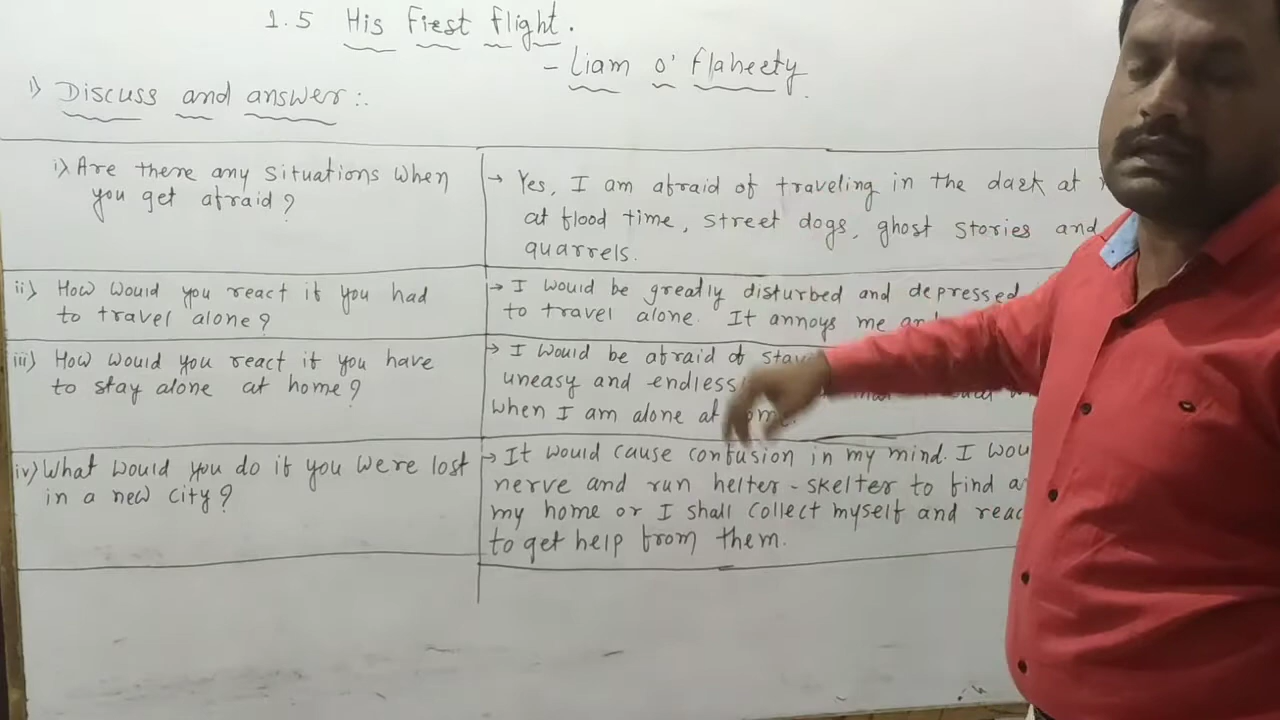 1.5 His First flight.
- Liam o' Flaheety
i) Discuss and answer :.
i) Are there any situations when
you get afraid ?
→ Yes, I am afraid of traveling in the dark at
at flood time, street dogs, ghost stories and
quarrels.
ii) How would you react if you had
to travel alone ?
→ I would be greatly disturbed and depressed
to travel alone. It annoys me
iii) How would you react if you have
to stay alone at home ?
→ I would be afraid of
uneasy and endless
when I am alone at
iv) What would you do if you were lost
in a new city ?
→ It would cause confusion in my mind. I
nerve and run helter - skelter to find
my home or I shall collect myself and
to get help from them.